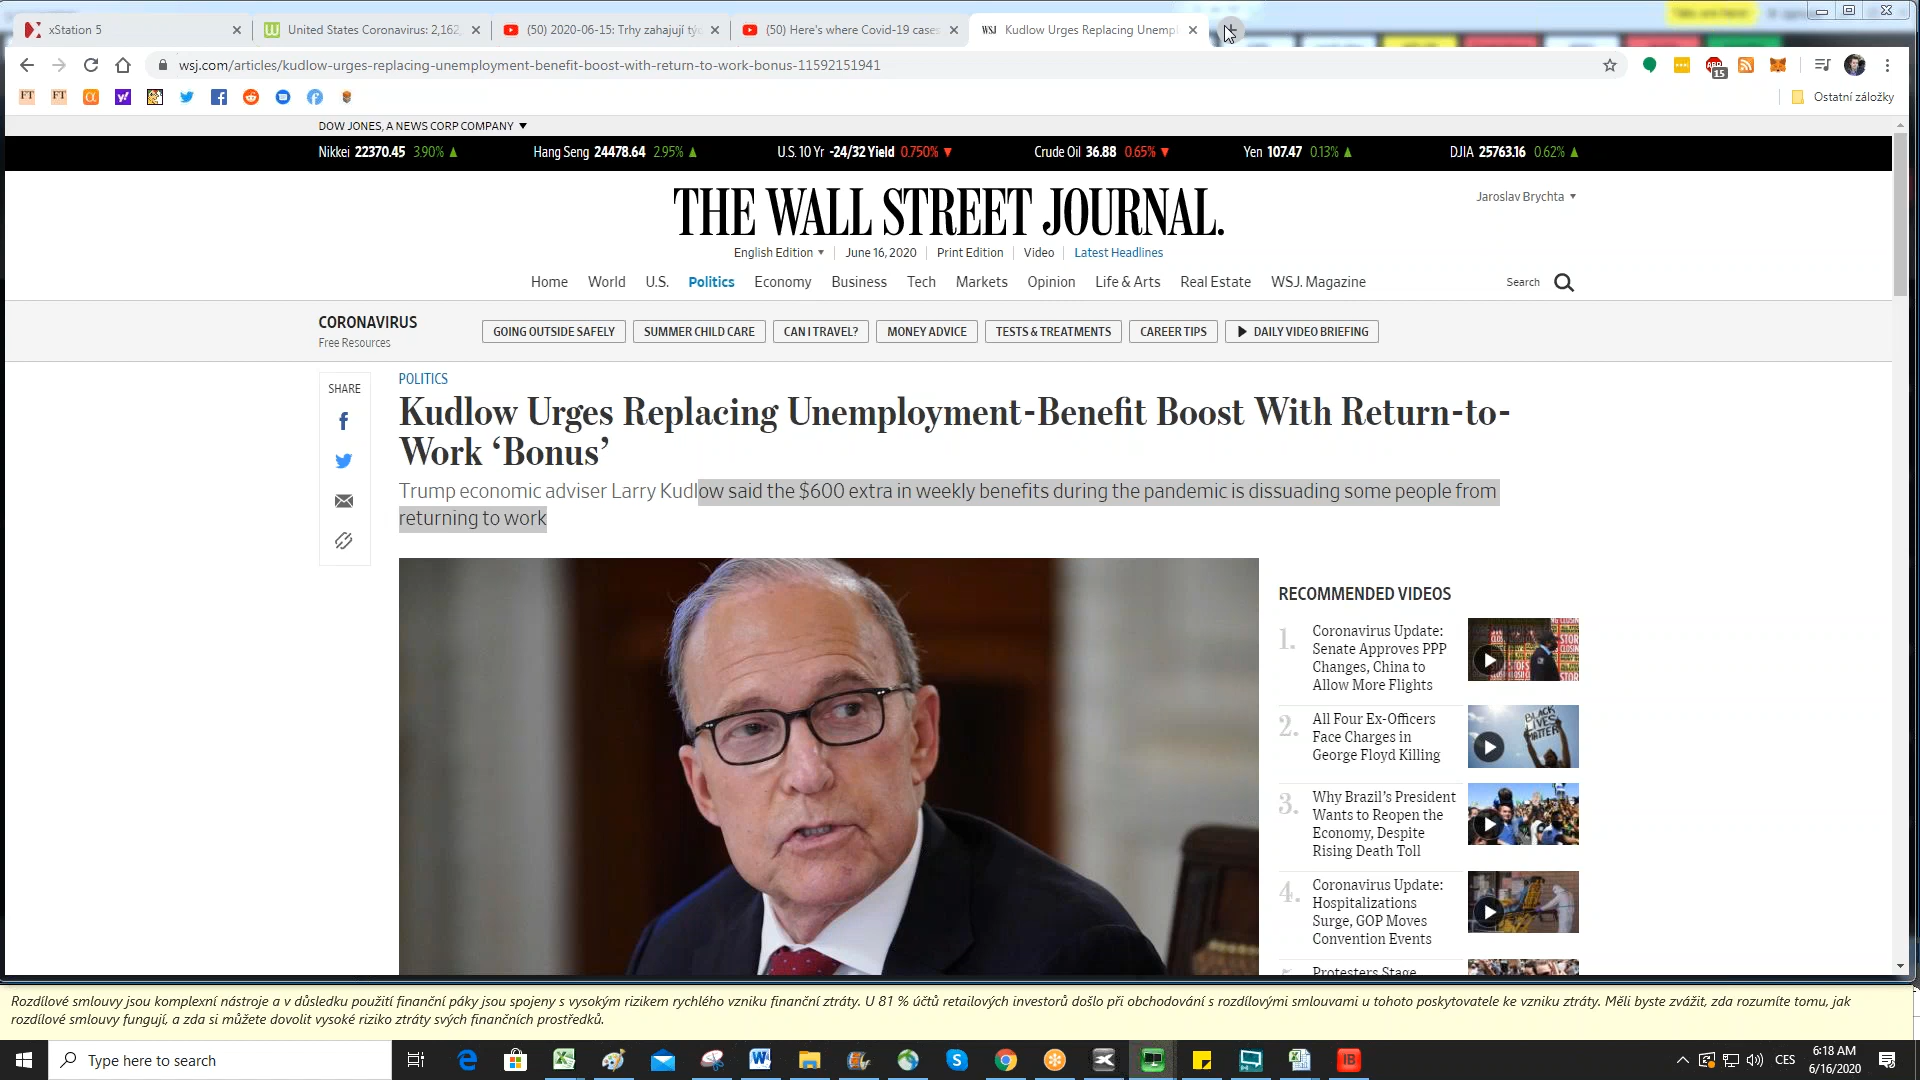 xStation 5
United States Coronavirus: 2,162,
(50) 2020-06-15: Trhy zahajují tý
(50) Here's where Covid-19 cases
WSJ Kudlow Urges Replacing Unempl
wsj.com/articles/kudlow-urges-replacing-unemployment-benefit-boost-with-return-to-work-bonus-11592151941
15
FT FT Ostatní záložky
DOW JONES, A NEWS CORP COMPANY
Nikkei 22370.45 3.90% Hang Seng 24478.64 2.95% U.S. 10 Yr -24/32 Yield 0.750% Crude Oil 36.88 0.65% Yen 107.47 0.13% DJIA 25763.16 0.62%
THE WALL STREET JOURNAL.
Jaroslav Brychta
English Edition June 16, 2020 Print Edition Video Latest Headlines
Home World U.S. Politics Economy Business Tech Markets Opinion Life & Arts Real Estate WSJ. Magazine Search
CORONAVIRUS
Free Resources
GOING OUTSIDE SAFELY SUMMER CHILD CARE CAN I TRAVEL? MONEY ADVICE TESTS & TREATMENTS CAREER TIPS DAILY VIDEO BRIEFING
SHARE
POLITICS
Kudlow Urges Replacing Unemployment-Benefit Boost With Return-to-
Work ‘Bonus’
Trump economic adviser Larry Kudlow said the $600 extra in weekly benefits during the pandemic is dissuading some people from
returning to work
RECOMMENDED VIDEOS
1. Coronavirus Update:
Senate Approves PPP
Changes, China to
Allow More Flights
2. All Four Ex-Officers
Face Charges in
George Floyd Killing
BLACK
LIVES
MATTER
3. Why Brazil’s President
Wants to Reopen the
Economy, Despite
Rising Death Toll
4. Coronavirus Update:
Hospitalizations
Surge, GOP Moves
Convention Events
Protesters Stage
Rozdílové smlouvy jsou komplexní nástroje a v důsledku použití finanční páky jsou spojeny s vysokým rizikem rychlého vzniku finanční ztráty. U 81 % účtů retailových investorů došlo při obchodování s rozdílovými smlouvami u tohoto poskytovatele ke vzniku ztráty. Měli byste zvážit, zda rozumíte tomu, jak
rozdílové smlouvy fungují, a zda si můžete dovolit vysoké riziko ztráty svých finančních prostředků.
Type here to search
IB
CES
6:18 AM
6/16/2020